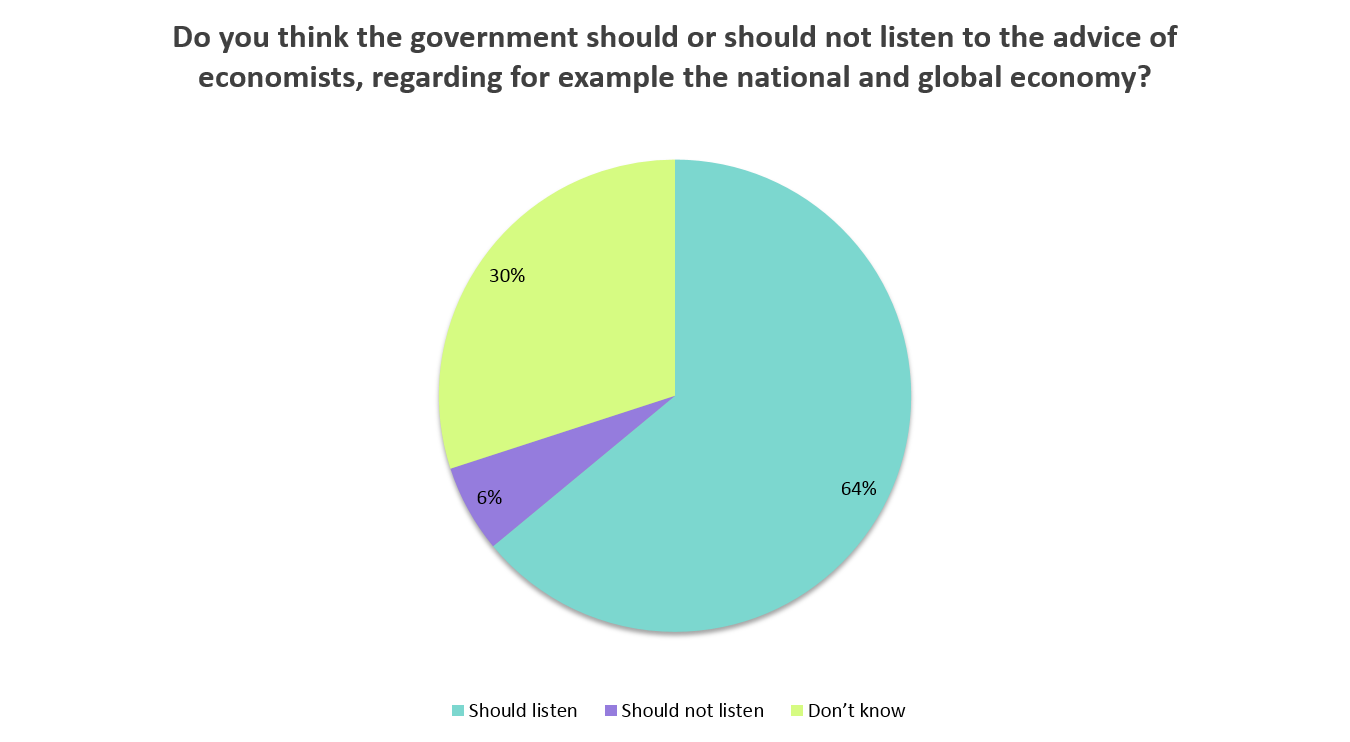 Do you think the government should or should not listen to the advice of
economists, regarding for example the national and global economy?
30%
6%
64%
Should listen Should not listen Don’t know